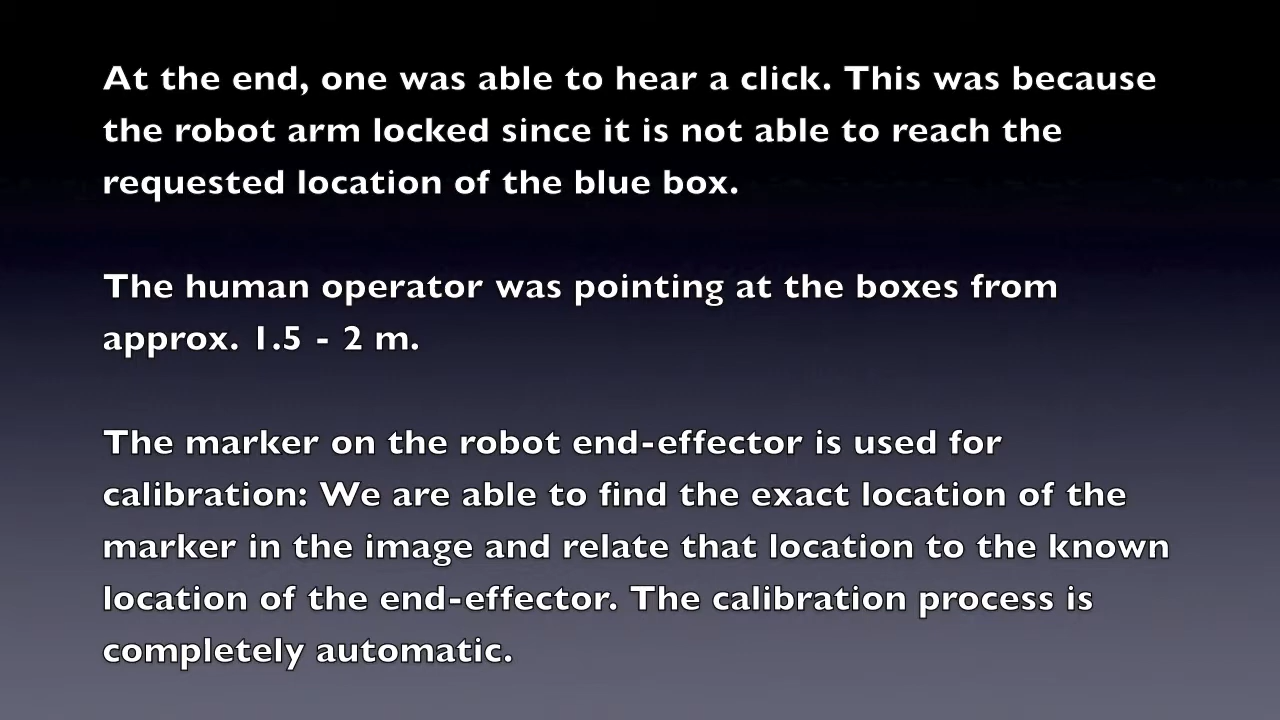 At the end, one was able to hear a click. This was because
the robot arm locked since it is not able to reach the
requested location of the blue box.
The human operator was pointing at the boxes from
approx. 1.5 - 2 m.
The marker on the robot end-effector is used for
calibration: We are able to find the exact location of the
marker in the image and relate that location to the known
location of the end-effector. The calibration process is
completely automatic.